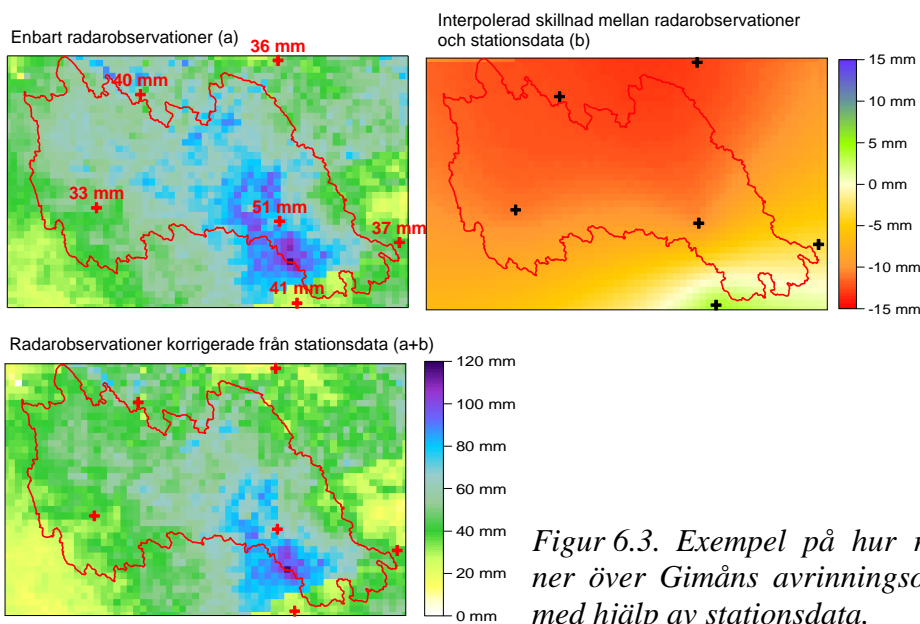 Enbart radarobservationer (a)
36 mm
40 mm
33 mm
51 mm
37 mm
41 mm
Interpolerad skillnad mellan radarobservationer
och stationsdata (b)
15 mm
10 mm
5 mm
0 mm
-5 mm
-10 mm
-15 mm
Radarobservationer korrigerade från stationsdata (a+b)
120 mm
100 mm
80 mm
60 mm
40 mm
20 mm
0 mm
Figur 6.3. Exempel på hur
ner över Gimåns
med hjälp av stationsdata.